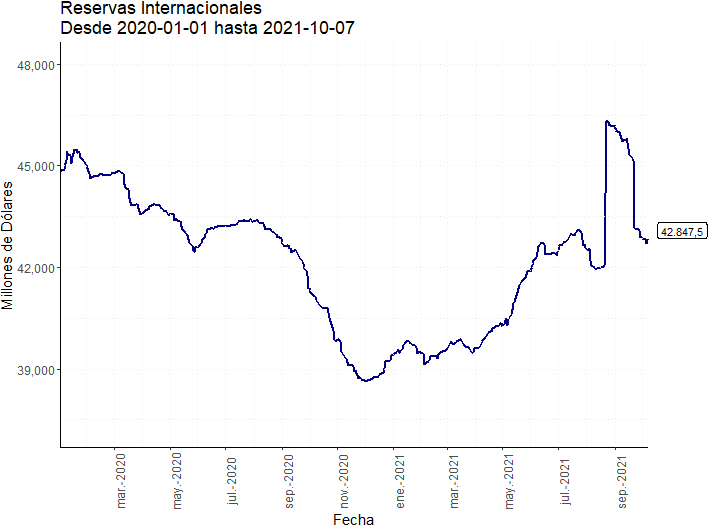 Reservas Internacionales
Desde 2020-01-01 hasta 2021-10-07
48,000
45,000
42,000
39,000
Millones de Dólares
42.847,5
mar.-2020
may.-2020
jul.-2020
sep.-2020
nov.-2020
ene.-2021
mar.-2021
may.-2021
jul.-2021
sep.-2021
Fecha